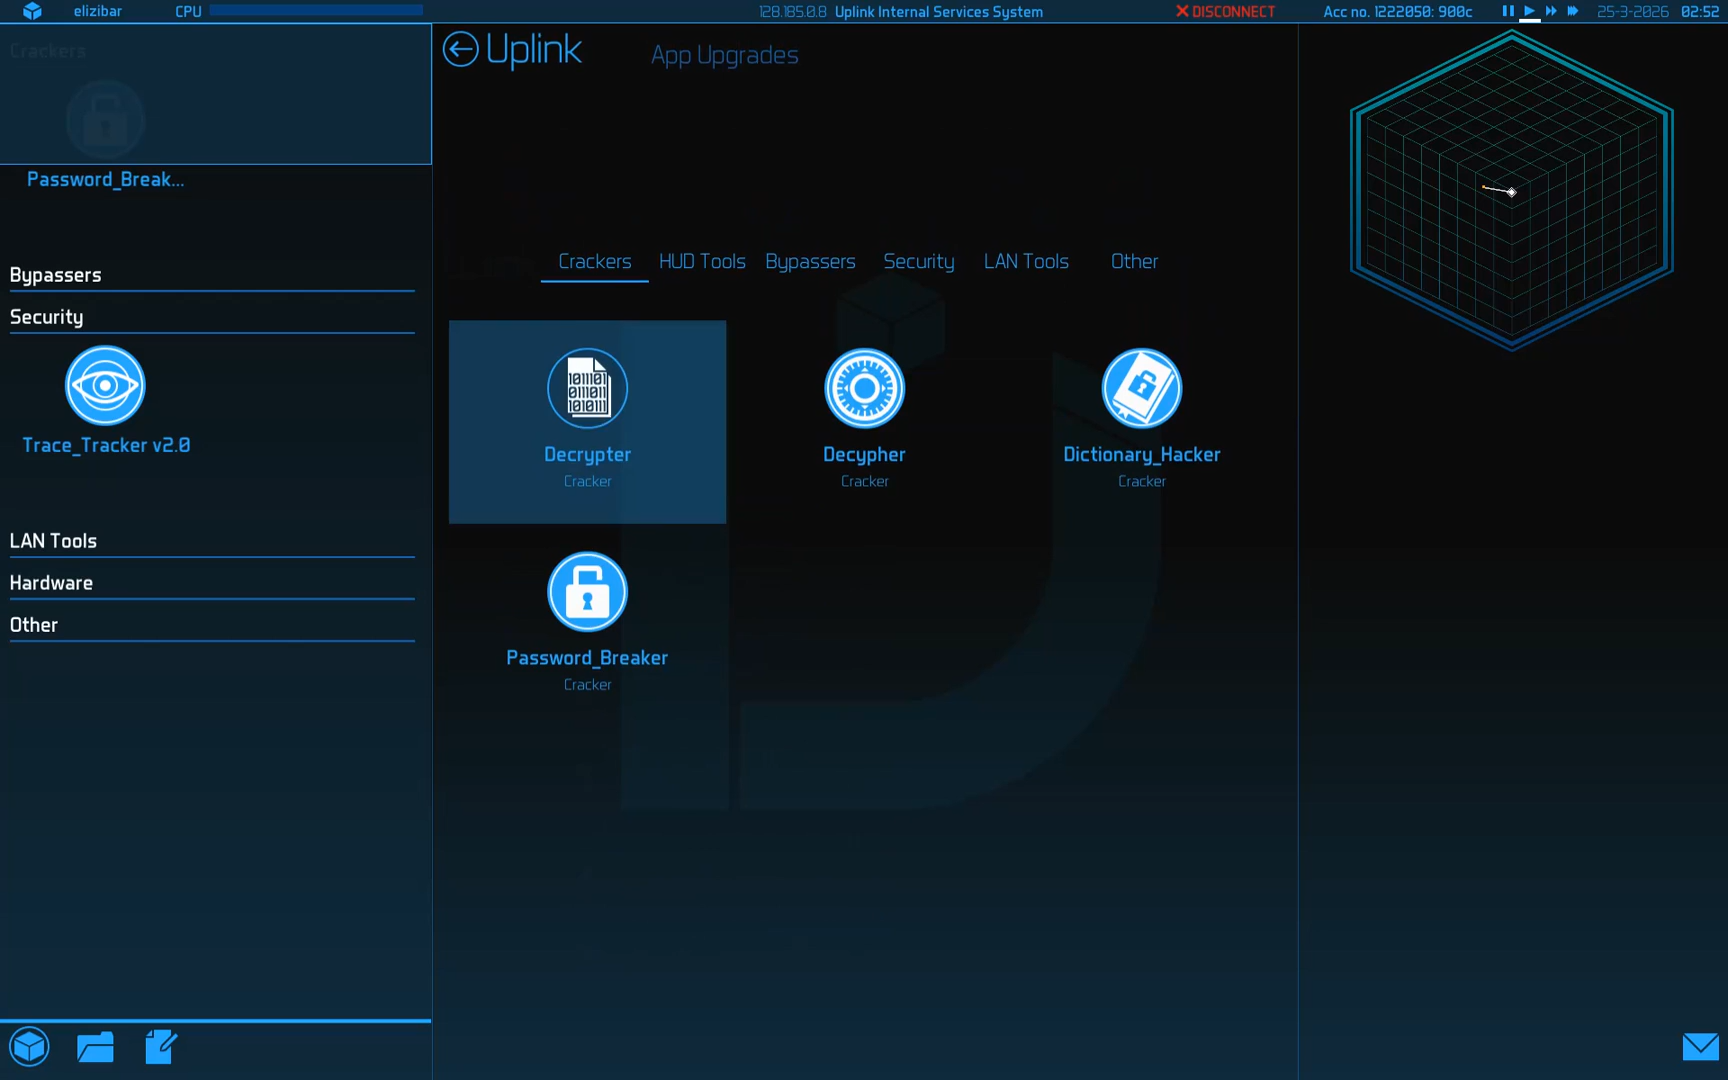 elizibar
CPU
128.185.0.8 Uplink Internal Services System
DISCONNECT
Acc no. 1222050: 900c
25-3-2026 02:52
Crackers
Password_Break...
Bypassers
Security
Trace_Tracker v2.0
LAN Tools
Hardware
Other
Uplink
App Upgrades
Crackers
HUD Tools
Bypassers
Security
LAN Tools
Other
Decrypter
Cracker
Decypher
Cracker
Dictionary_Hacker
Cracker
Password_Breaker
Cracker